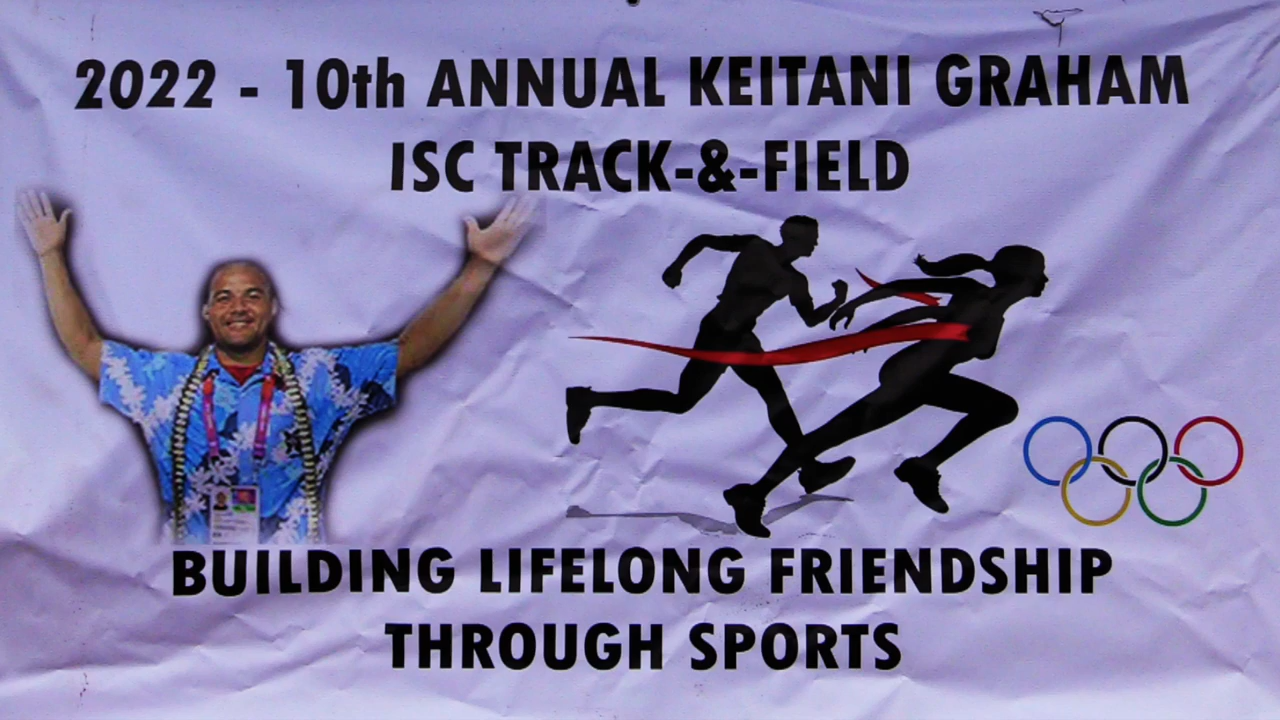 2022 - 10th ANNUAL KEITANI GRAHAM
ISC TRACK-&-FIELD
BUILDING LIFELONG FRIENDSHIP
THROUGH SPORTS